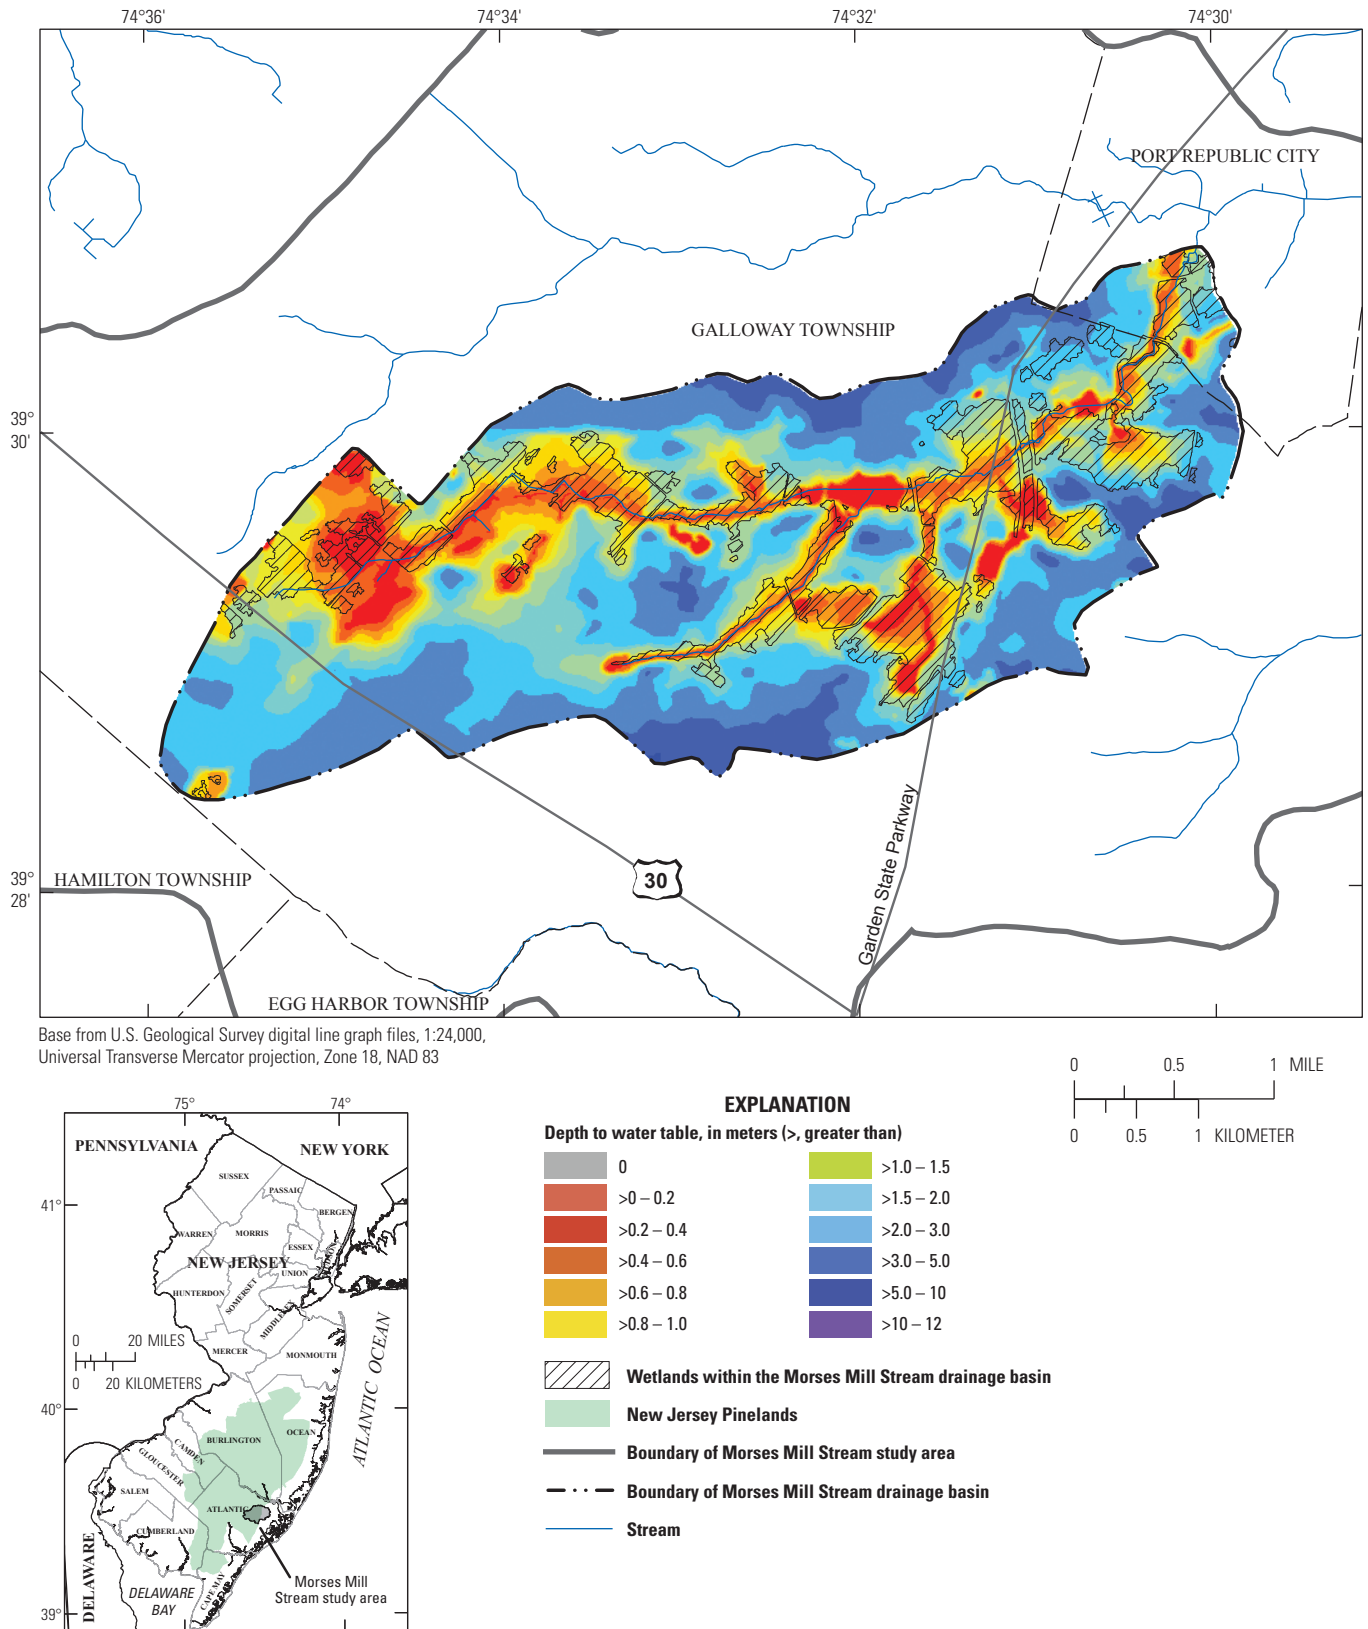 74°36' 74°34' 74°32' 74°30'
PORT REPUBLIC CITY
GALLOWAY TOWNSHIP
39°
30'
Garden State Parkway
30
39°
28'
HAMILTON TOWNSHIP
EGG HARBOR TOWNSHIP
Base from U.S. Geological Survey digital line graph files, 1:24,000,
Universal Transverse Mercator projection, Zone 18, NAD 83
0 0.5 1 MILE
0 0.5 1 KILOMETER
75° 74°
PENNSYLVANIA
NEW YORK
SUSSEX
PASSAIC
BERGEN
41°
WARREN
MORRIS
ESSEX
NEW JERSEY
UNION
HUNTERDON
SOMERSET
MIDDLESEX
0 20 MILES
0 20 KILOMETERS
MERCER
MONMOUTH
ATLANTIC OCEAN
40°
BURLINGTON
OCEAN
CAMDEN
GLOUCESTER
SALEM
ATLANTIC
CUMBERLAND
CAPE MAY
DELAWARE
DELAWARE
BAY
Morses Mill
Stream study area
39°
EXPLANATION
Depth to water table, in meters (>, greater than)
0
>0 – 0.2
>0.2 – 0.4
>0.4 – 0.6
>0.6 – 0.8
>0.8 – 1.0
>1.0 – 1.5
>1.5 – 2.0
>2.0 – 3.0
>3.0 – 5.0
>5.0 – 10
>10 – 12
Wetlands within the Morses Mill Stream drainage basin
New Jersey Pinelands
Boundary of Morses Mill Stream study area
Boundary of Morses Mill Stream drainage basin
Stream